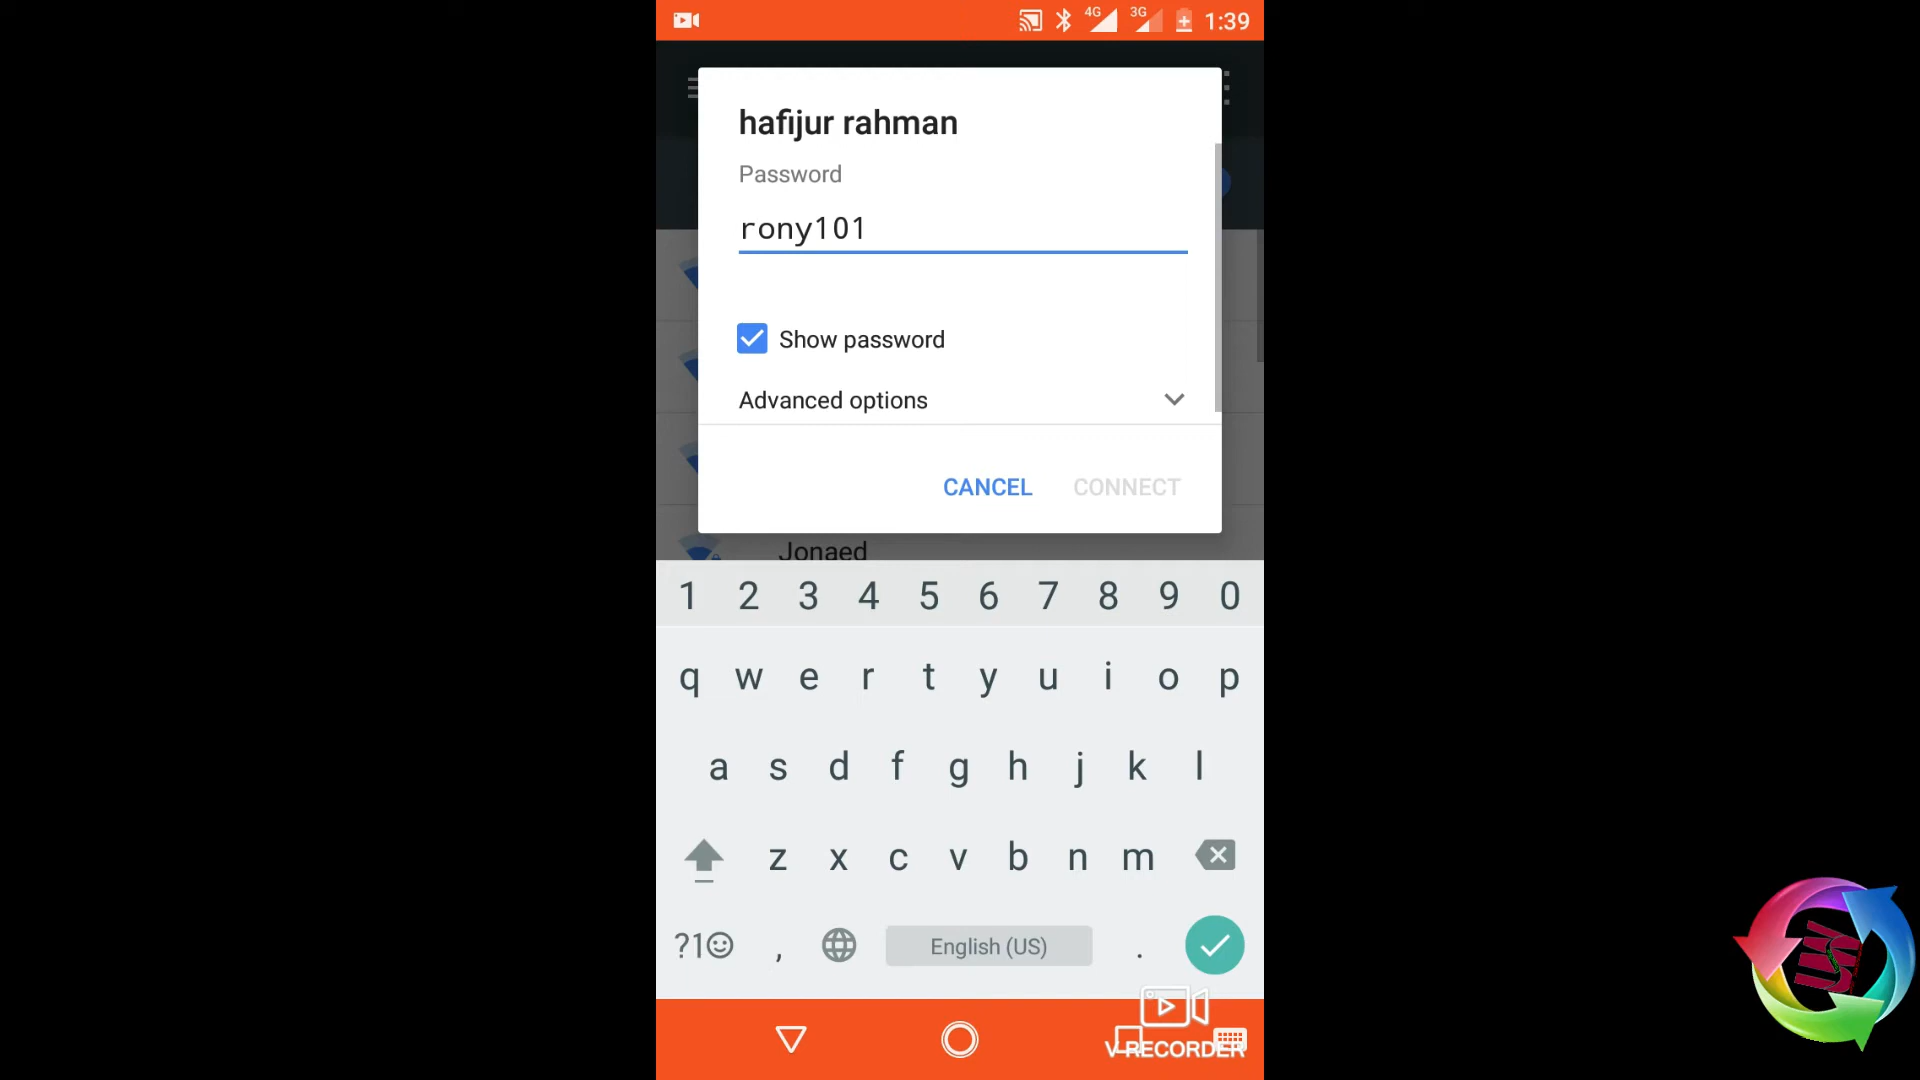 4G 3G 1:39
hafijur rahman
Password
rony101
Show password
Advanced options
CANCEL CONNECT
Jonaed
1 2 3 4 5 6 7 8 9 0
q w e r t y u i o p
a s d f g h j k l
z x c v b n m
?1☺ , English (US) .
V RECORDER